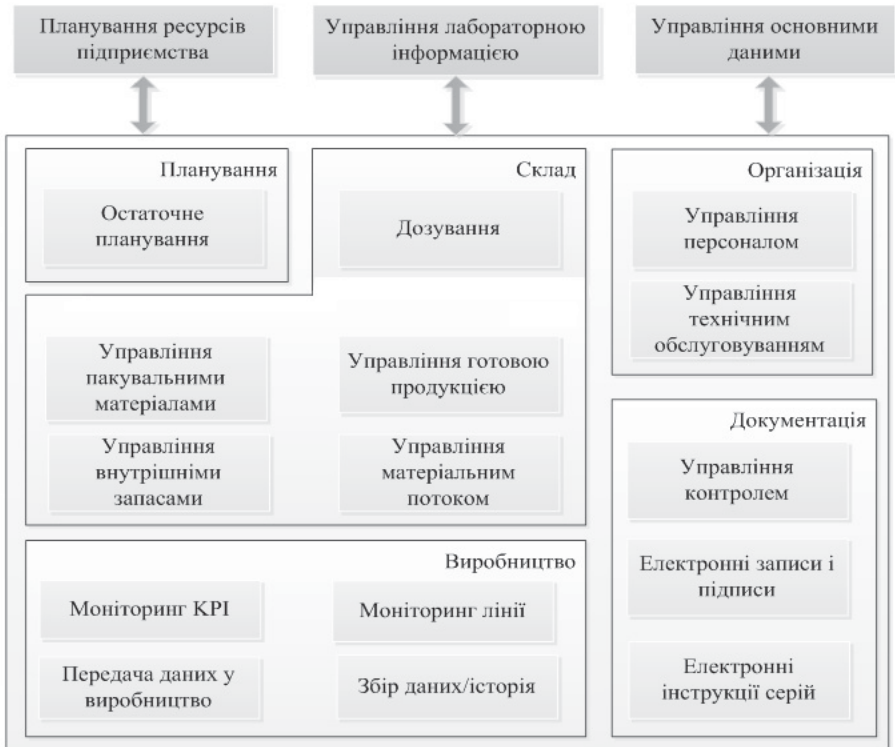 Планування ресурсів
підприємства
Управління лабораторною
інформацією
Управління основними
даними
Планування
Остаточне
планування
Склад
Дозування
Управління
пакувальними
матеріалами
Управління готовою
продукцією
Управління
внутрішніми
запасами
Управління
матеріальним
потоком
Організація
Управління
персоналом
Управління
технічним
обслуговуванням
Документація
Управління
контролем
Електронні записи і
підписи
Електронні
інструкції серій
Виробництво
Моніторинг KPI
Моніторинг лінії
Передача даних у
виробництво
Збір даних/історія